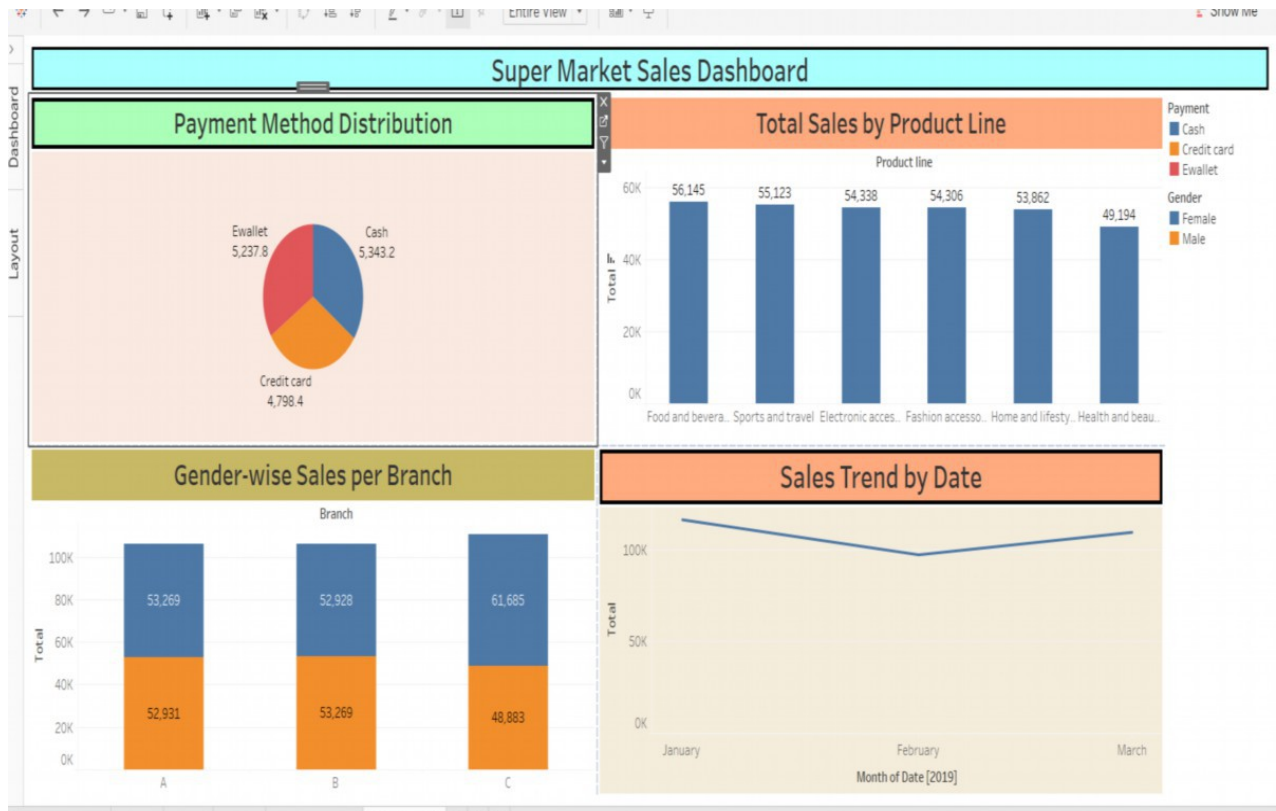 Entire View
Show Me
Dashboard
Layout
Super Market Sales Dashboard
Payment Method Distribution
Ewallet
5,237.8
Cash
5,343.2
Credit card
4,798.4
Total Sales by Product Line
Product line
Total
60K
40K
20K
0K
56,145
55,123
54,338
54,306
53,862
49,194
Food and bevera.. Sports and travel Electronic acces.. Fashion accesso.. Home and lifesty.. Health and beau..
Payment
Cash
Credit card
Ewallet
Gender
Female
Male
Gender-wise Sales per Branch
Branch
Total
100K
80K
60K
40K
20K
0K
53,269
52,928
61,685
52,931
53,269
48,883
A
B
C
Sales Trend by Date
Total
100K
50K
0K
January
February
March
Month of Date [2019]